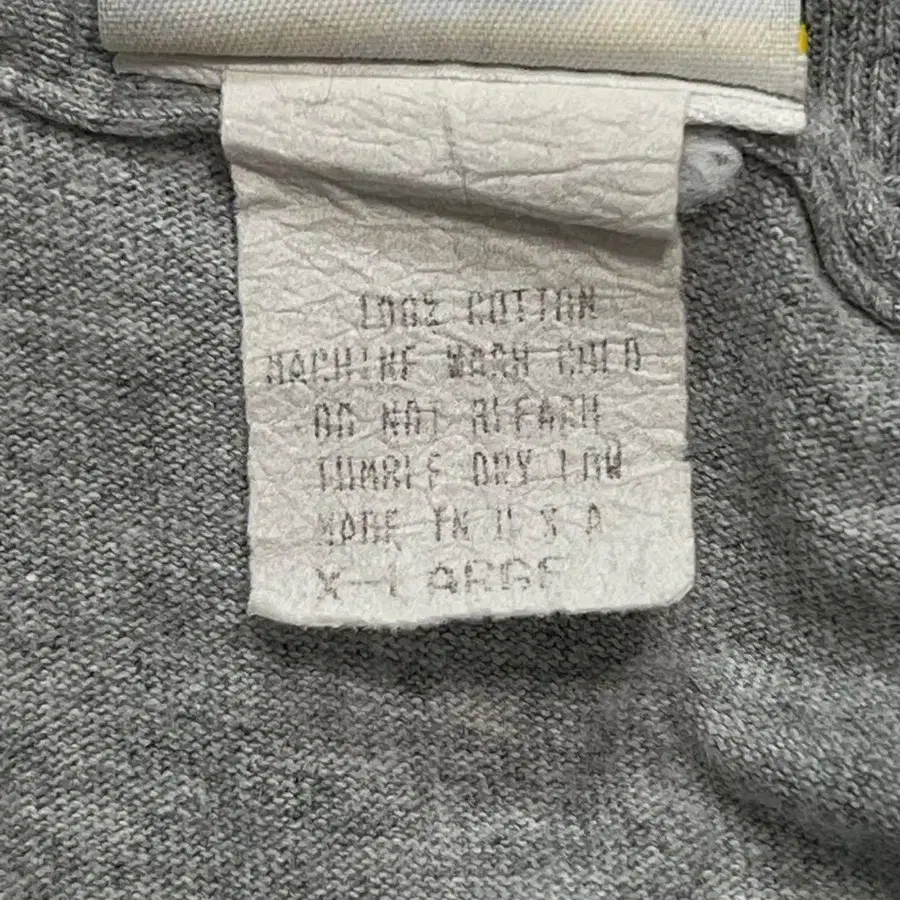 100% COTTON
MACHINE WASH COLD
DO NOT BLEACH
TUMBLE DRY LOW
MADE IN U S A
X-LARGE